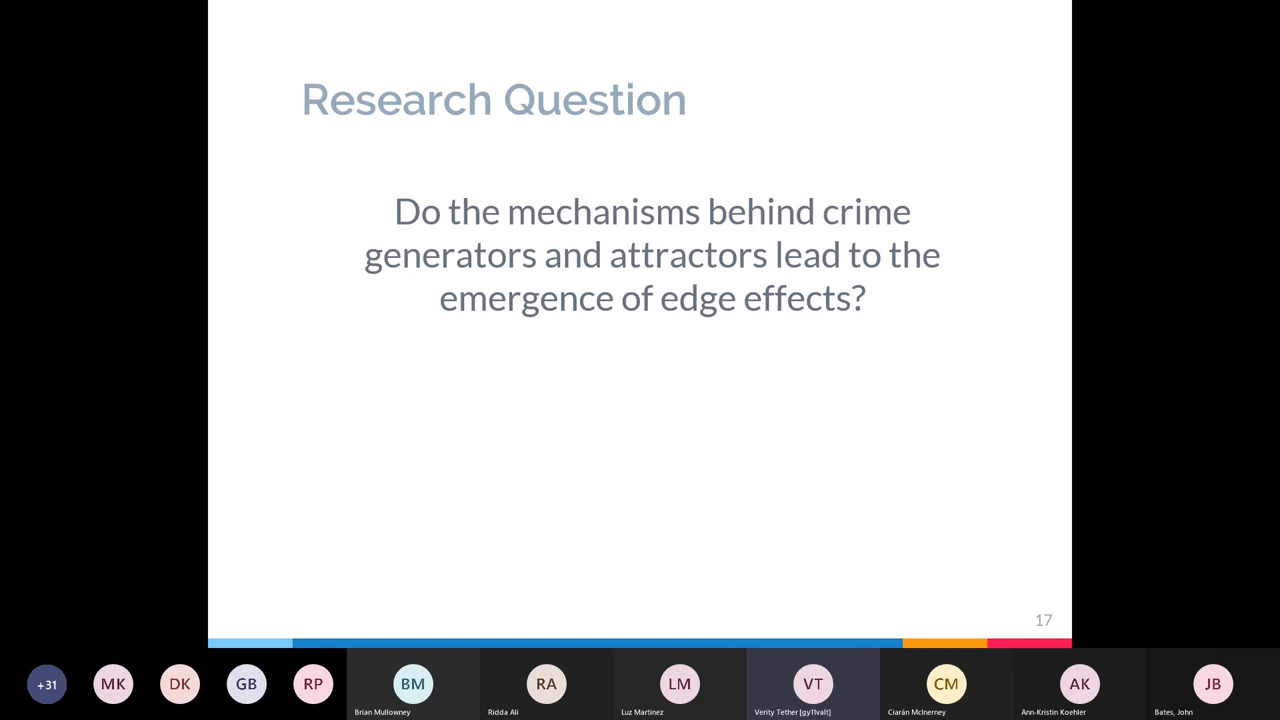 Research Question
Do the mechanisms behind crime
generators and attractors lead to the
emergence of edge effects?
17
+31
MK
DK
GB
RP
BM
RA
LM
VT
CM
AK
JB
Brian Mullowney
Ridda Ali
Luz Martinez
Verity Tether [gy11valt]
Ciarán McInerney
Ann-Kristin Koehler
Bates, John